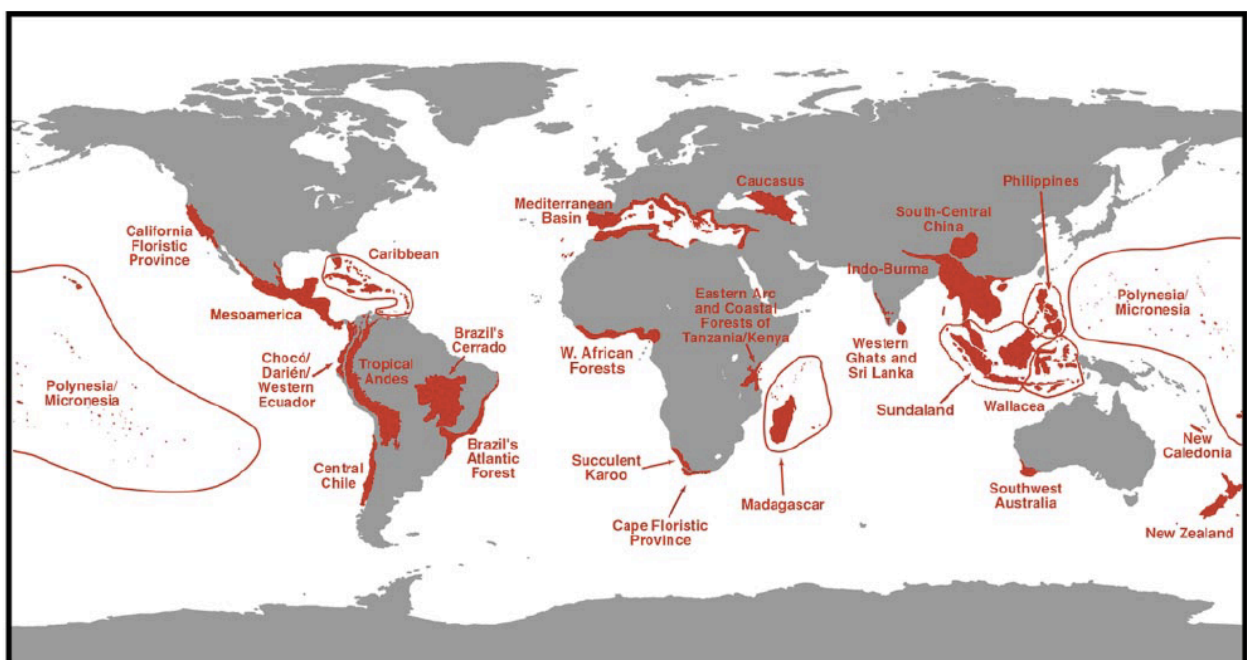 California
Floristic
Province
Caribbean
Mesoamerica
Polynesia/
Micronesia
Chocó/
Darién/
Western
Ecuador
Tropical
Andes
Brazil's
Cerrado
Brazil's
Atlantic
Forest
Central
Chile
Mediterranean
Basin
Caucasus
W. African
Forests
Eastern Arc
and Coastal
Forests of
Tanzania/Kenya
Succulent
Karoo
Cape Floristic
Province
Madagascar
South-Central
China
Indo-Burma
Western
Ghats and
Sri Lanka
Philippines
Sundaland
Wallacea
Polynesia/
Micronesia
New
Caledonia
Southwest
Australia
New Zealand